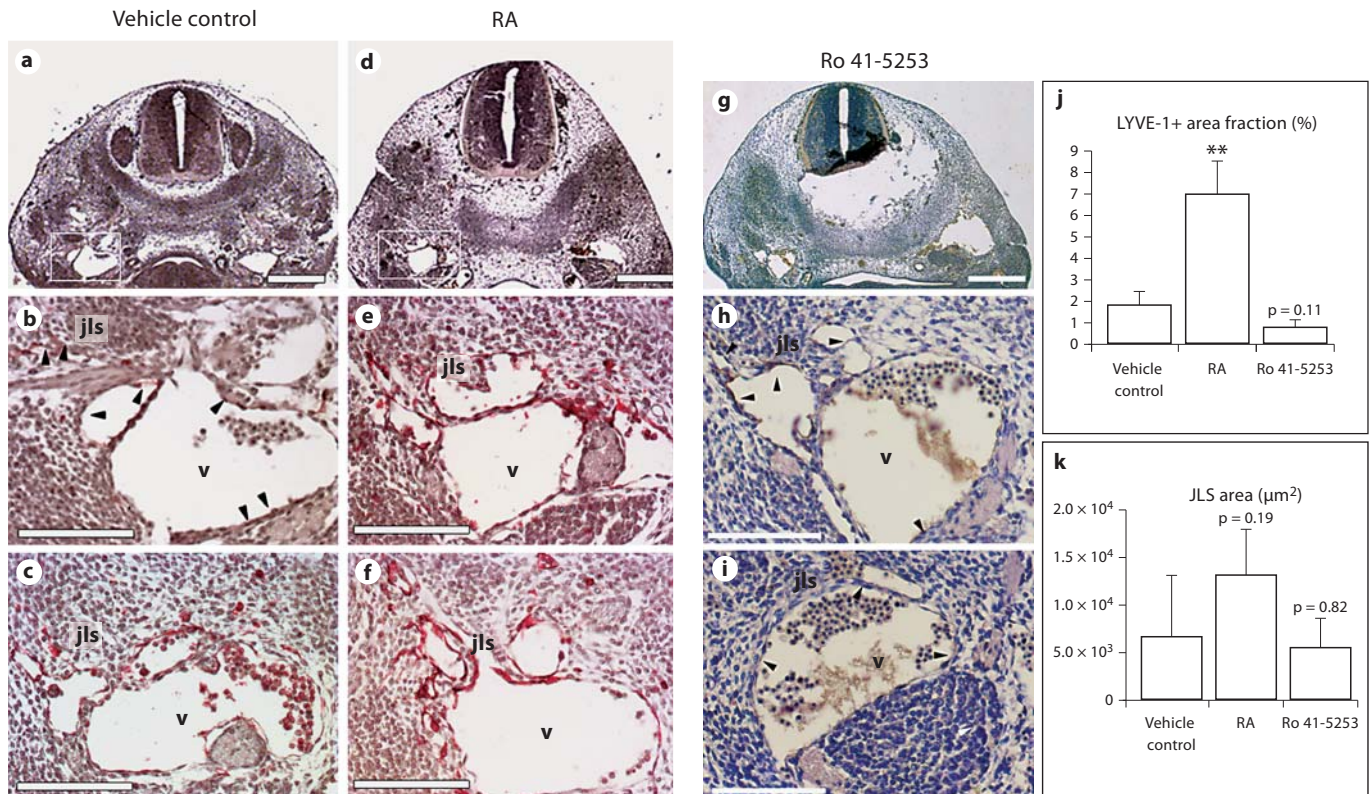 Vehicle control
RA
Ro 41-5253
a
d
g
b
jls
v
e
jls
v
h
jls
v
c
jls
v
f
jls
v
i
jls
v
j
LYVE-1+ area fraction (%)
9
8
7
6
5
4
3
2
1
0
**
p = 0.11
Vehicle
control
RA
Ro 41-5253
k
JLS area (µm²)
2.0 × 10⁴
1.5 × 10⁴
1.0 × 10⁴
5.0 × 10³
0
p = 0.19
p = 0.82
Vehicle
control
RA
Ro 41-5253